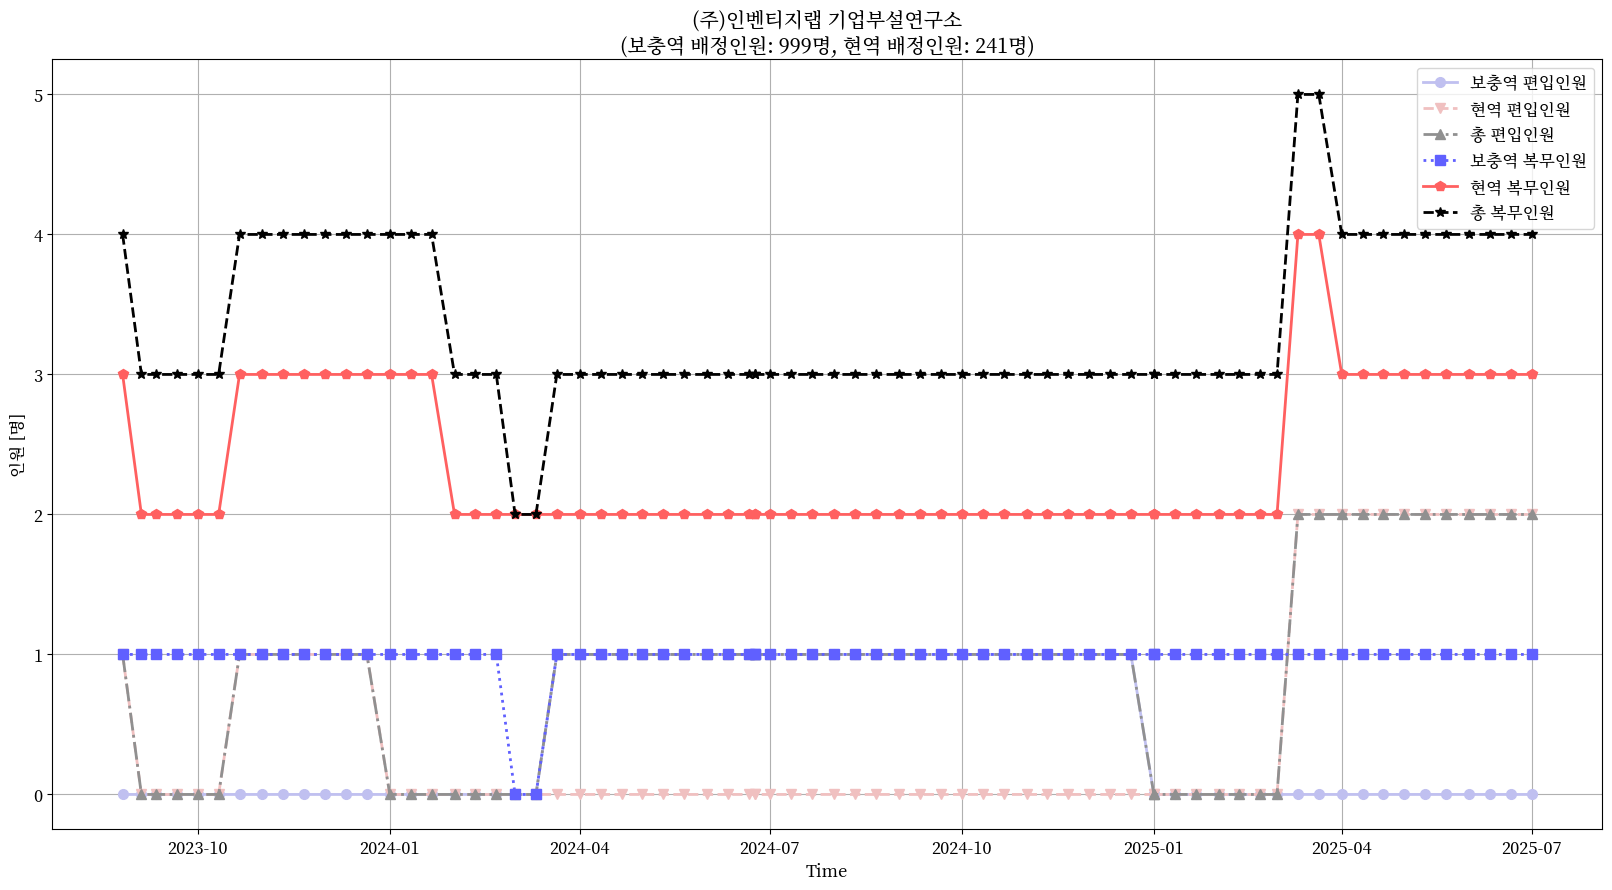 (주)인벤티지랩 기업부설연구소
(보충역 배정인원: 999명, 현역 배정인원: 241명)
보충역 편입인원
현역 편입인원
총 편입인원
보충역 복무인원
현역 복무인원
총 복무인원
인원 [명]
5
4
3
2
1
0
2023-10
2024-01
2024-04
2024-07
2024-10
2025-01
2025-04
2025-07
Time